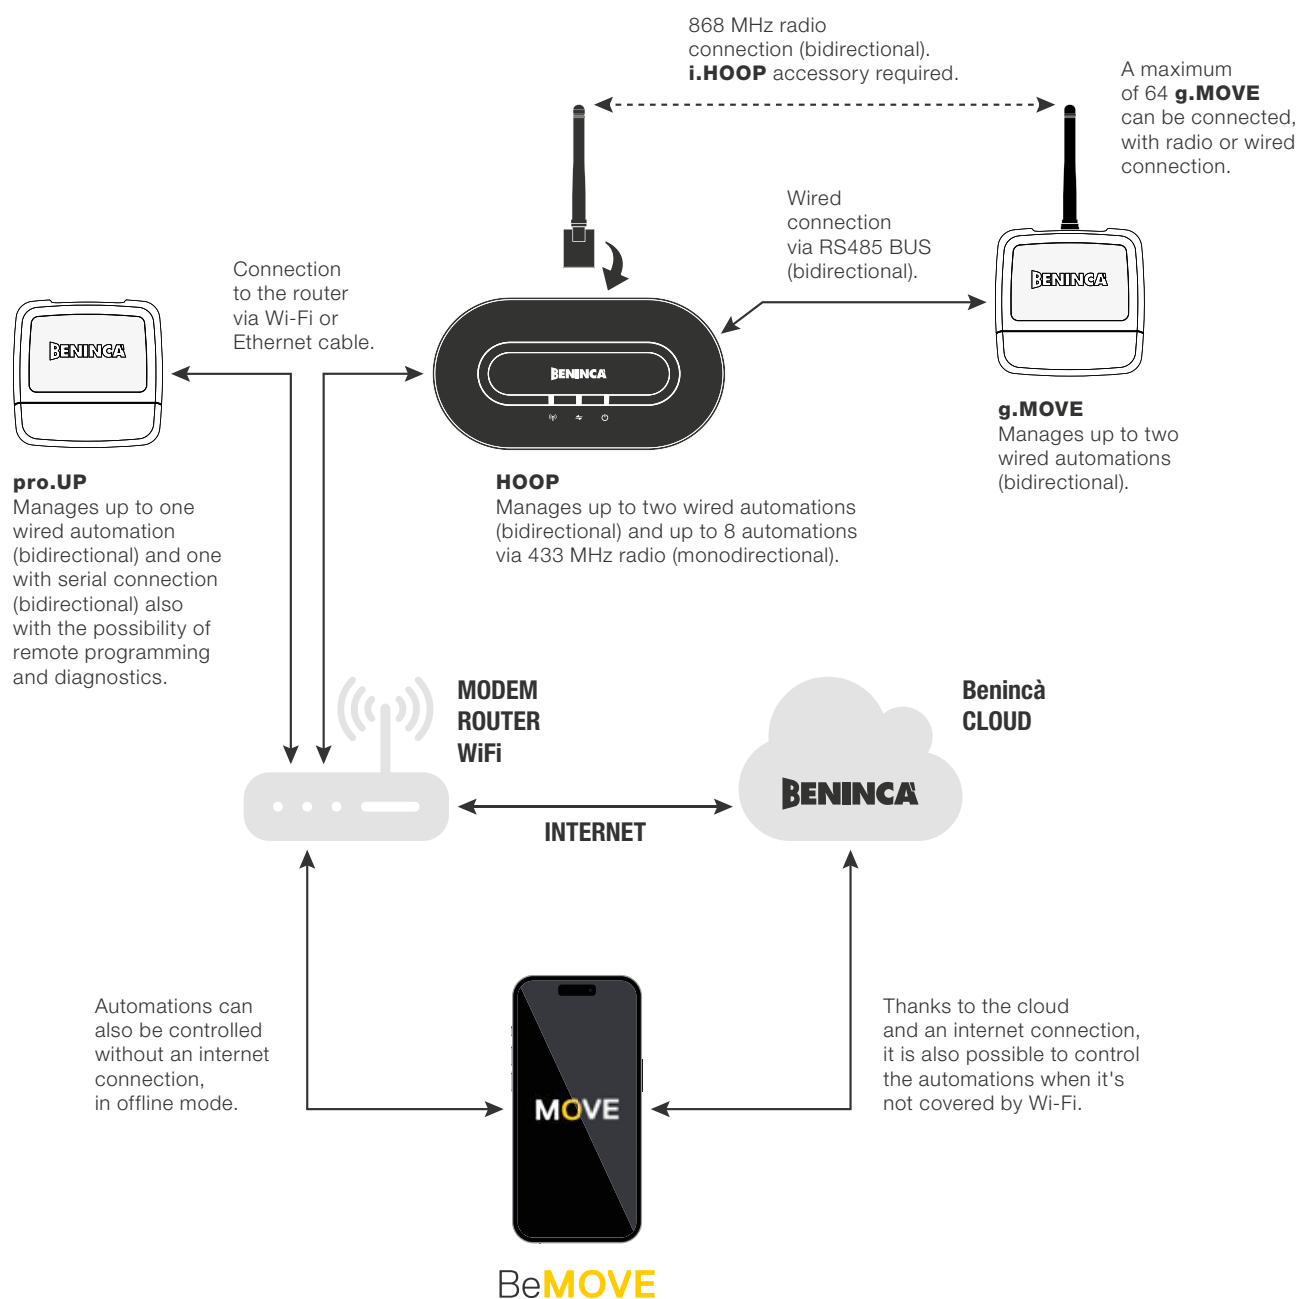 868 MHz radio
connection (bidirectional).
i.HOOP accessory required.
A maximum
of 64 g.MOVE
can be connected,
with radio or wired
connection.
Wired
connection
via RS485 BUS
(bidirectional).
Connection
to the router
via Wi-Fi or
Ethernet cable.
BENINCÀ
BENINCÀ
BENINCÀ
g.MOVE
Manages up to two
wired automations
(bidirectional).
pro.UP
Manages up to one
wired automation
(bidirectional) and one
with serial connection
(bidirectional) also
with the possibility of
remote programming
and diagnostics.
HOOP
Manages up to two wired automations
(bidirectional) and up to 8 automations
via 433 MHz radio (monodirectional).
MODEM
ROUTER
WiFi
Benincà
CLOUD
BENINCÀ
INTERNET
Automations can
also be controlled
without an internet
connection,
in offline mode.
MOVE
Thanks to the cloud
and an internet connection,
it is also possible to control
the automations when it's
not covered by Wi-Fi.
BeMOVE